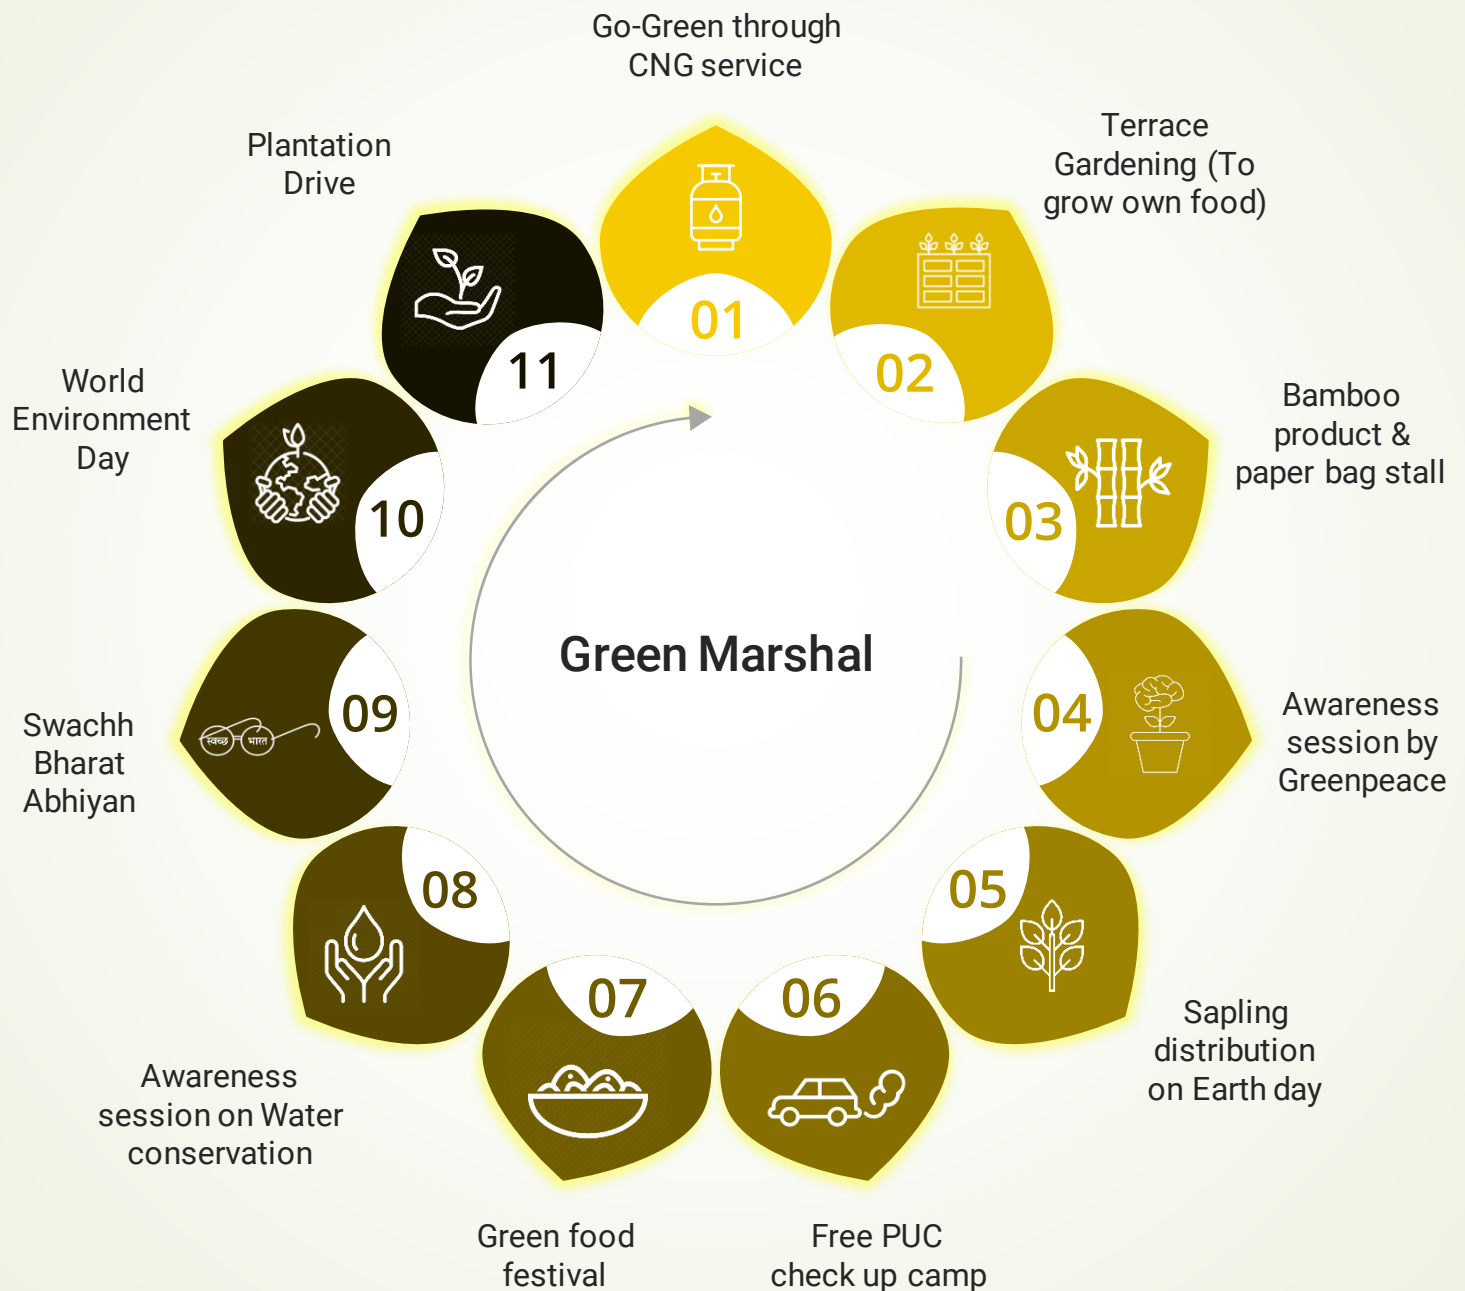 Go-Green through
CNG service
01
Terrace
Gardening (To
grow own food)
02
Bamboo
product &
paper bag stall
03
Awareness
session by
Greenpeace
04
Sapling
distribution
on Earth day
05
Free PUC
check up camp
06
Green food
festival
07
Awareness
session on Water
conservation
08
Swachh
Bharat
Abhiyan
स्वच्छ भारत
09
World
Environment
Day
10
Plantation
Drive
11
Green Marshal